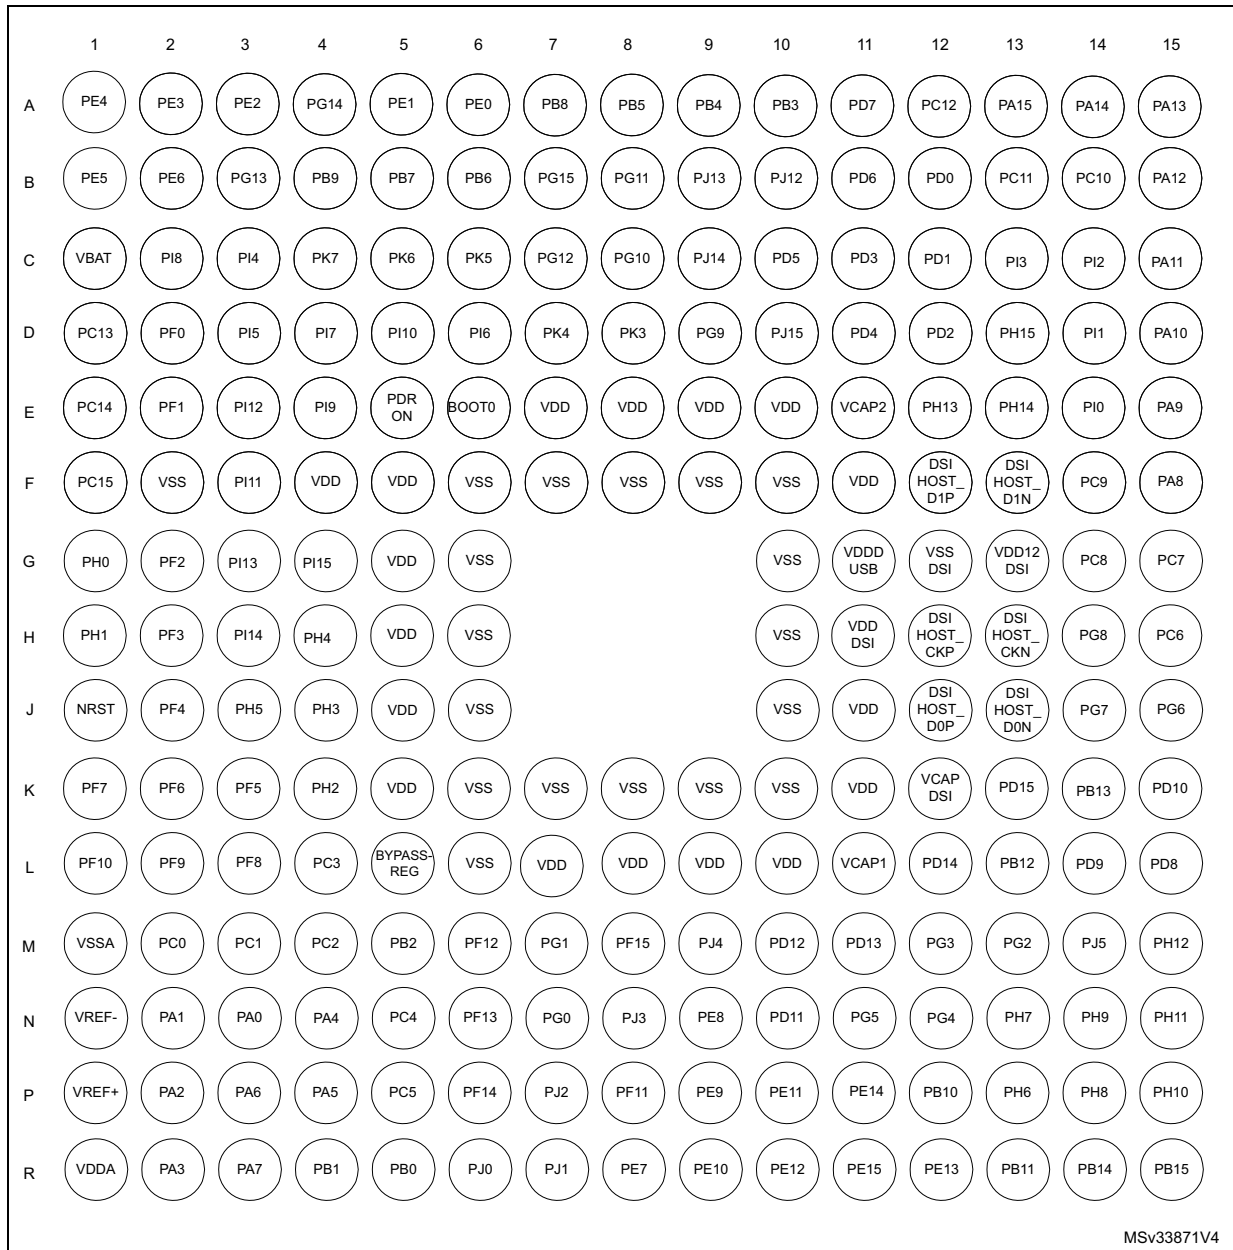 1 2 3 4 5 6 7 8 9 10 11 12 13 14 15
A PE4 PE3 PE2 PG14 PE1 PE0 PB8 PB5 PB4 PB3 PD7 PC12 PA15 PA14 PA13
B PE5 PE6 PG13 PB9 PB7 PB6 PG15 PG11 PJ13 PJ12 PD6 PD0 PC11 PC10 PA12
C VBAT PI8 PI4 PK7 PK6 PK5 PG12 PG10 PJ14 PD5 PD3 PD1 PI3 PI2 PA11
D PC13 PF0 PI5 PI7 PI10 PI6 PK4 PK3 PG9 PJ15 PD4 PD2 PH15 PI1 PA10
E PC14 PF1 PI12 PI9 PDR ON BOOT0 VDD VDD VDD VDD VCAP2 PH13 PH14 PI0 PA9
F PC15 VSS PI11 VDD VDD VSS VSS VSS VSS VSS VDD DSI HOST_ D1P DSI HOST_ D1N PC9 PA8
G PH0 PF2 PI13 PI15 VDD VSS VSS VDDD USB VSS DSI VDD12 DSI PC8 PC7
H PH1 PF3 PI14 PH4 VDD VSS VSS VDD DSI DSI HOST_ CKP DSI HOST_ CKN PG8 PC6
J NRST PF4 PH5 PH3 VDD VSS VSS VDD DSI HOST_ D0P DSI HOST_ D0N PG7 PG6
K PF7 PF6 PF5 PH2 VDD VSS VSS VSS VSS VSS VDD VCAP DSI PD15 PB13 PD10
L PF10 PF9 PF8 PC3 BYPASS- REG VSS VDD VDD VDD VDD VCAP1 PD14 PB12 PD9 PD8
M VSSA PC0 PC1 PC2 PB2 PF12 PG1 PF15 PJ4 PD12 PD13 PG3 PG2 PJ5 PH12
N VREF- PA1 PA0 PA4 PC4 PF13 PG0 PJ3 PE8 PD11 PG5 PG4 PH7 PH9 PH11
P VREF+ PA2 PA6 PA5 PC5 PF14 PJ2 PF11 PE9 PE11 PE14 PB10 PH6 PH8 PH10
R VDDA PA3 PA7 PB1 PB0 PJ0 PJ1 PE7 PE10 PE12 PE15 PE13 PB11 PB14 PB15
MSv33871V4